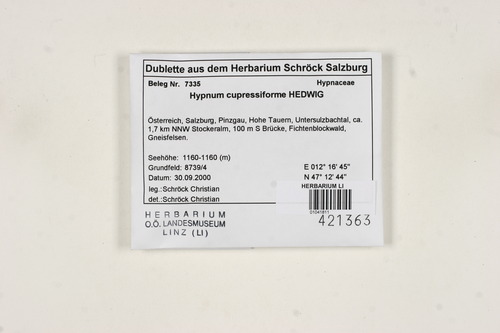 Dublette aus dem Herbarium Schröck Salzburg
Beleg Nr. 7335 Hypnaceae
Hypnum cupressiforme HEDWIG
Österreich, Salzburg, Pinzgau, Hohe Tauern, Untersulzbachtal, ca.
1,7 km NNW Stockeralm, 100 m S Brücke, Fichtenblockwald,
Gneisfelsen.
Seehöhe: 1160-1160 (m)
Grundfeld: 8739/4 E 012° 16' 45"
Datum: 30.09.2000 N 47° 12' 44"
leg.:Schröck Christian HERBARIUM LI
det.:Schröck Christian
01041811
HERBARIUM
O.Ö. LANDESMUSEUM
LINZ (LI)
421363